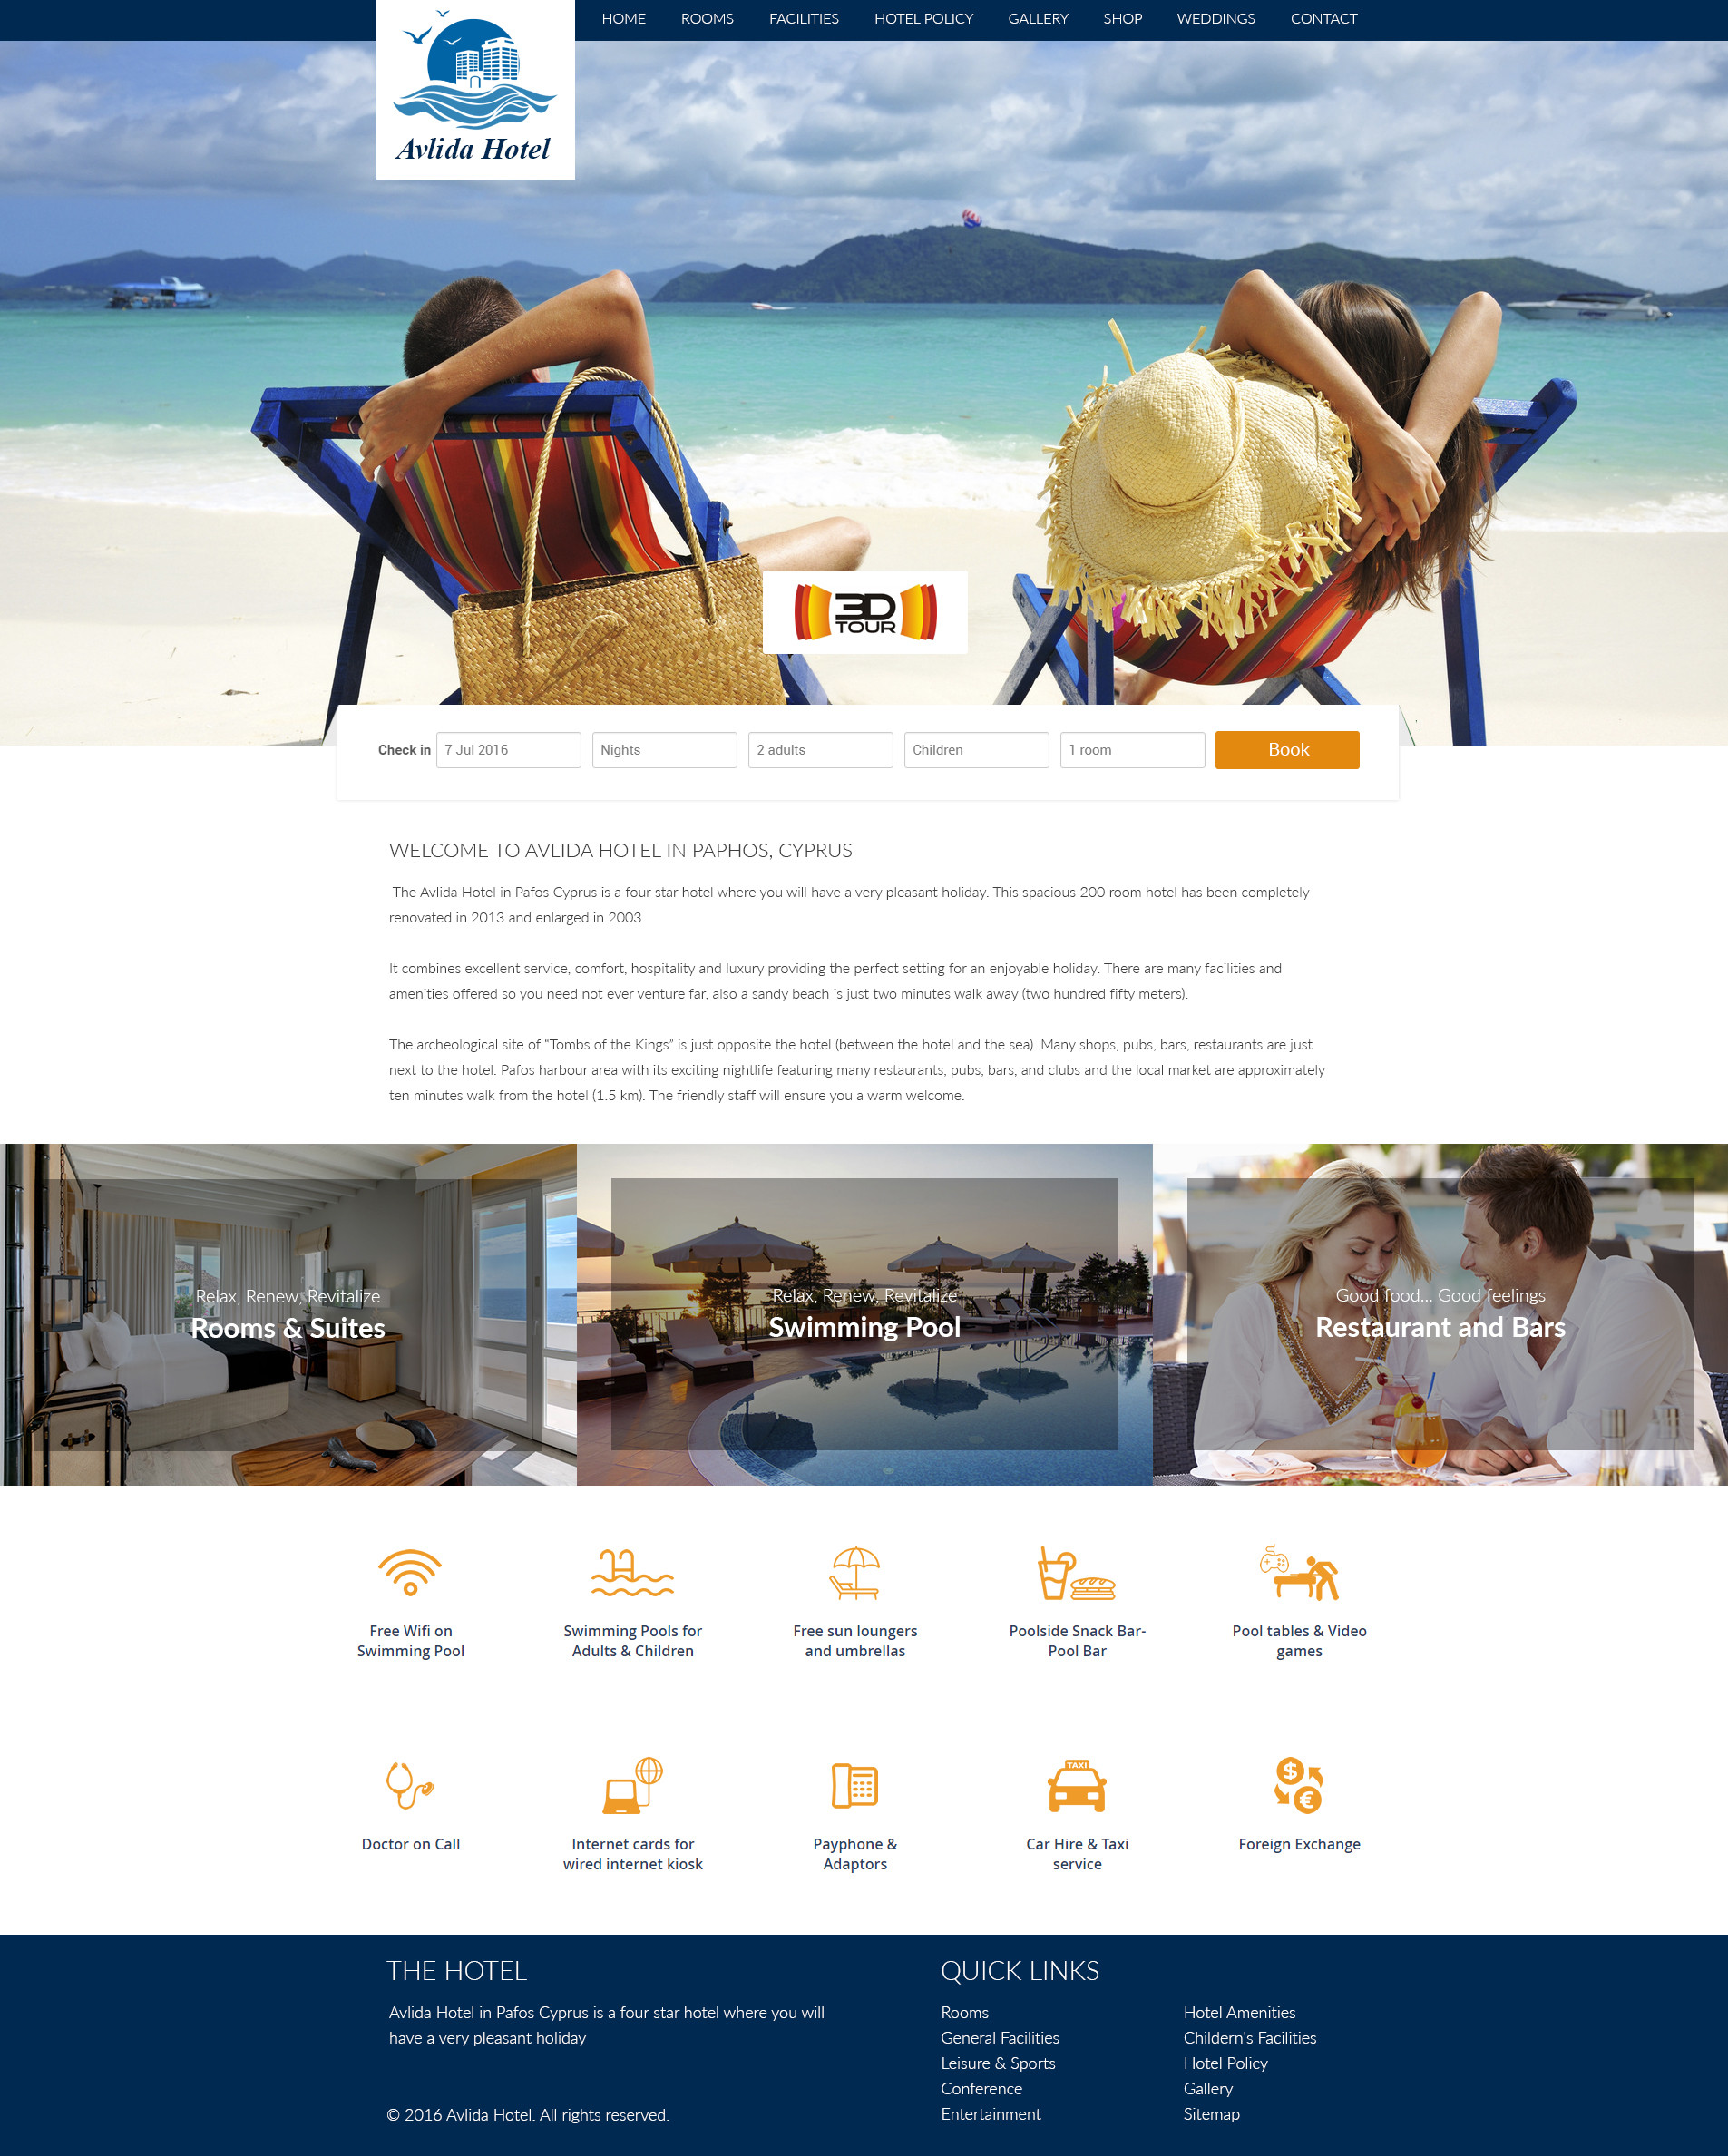 HOME ROOMS FACILITIES HOTEL POLICY GALLERY SHOP WEDDINGS CONTACT
Avlida Hotel
3D
TOUR
Check in 7 Jul 2016 Nights 2 adults Children 1 room Book
WELCOME TO AVLIDA HOTEL IN PAPHOS, CYPRUS
The Avlida Hotel in Pafos Cyprus is a four star hotel where you will have a very pleasant holiday. This spacious 200 room hotel has been completely
renovated in 2013 and enlarged in 2003.
It combines excellent service, comfort, hospitality and luxury providing the perfect setting for an enjoyable holiday. There are many facilities and
amenities offered so you need not ever venture far, also a sandy beach is just two minutes walk away (two hundred fifty meters).
The archeological site of “Tombs of the Kings” is just opposite the hotel (between the hotel and the sea). Many shops, pubs, bars, restaurants are just
next to the hotel. Pafos harbour area with its exciting nightlife featuring many restaurants, pubs, bars, and clubs and the local market are approximately
ten minutes walk from the hotel (1.5 km). The friendly staff will ensure you a warm welcome.
Relax, Renew, Revitalize
Rooms & Suites
Relax, Renew, Revitalize
Swimming Pool
Good food... Good feelings
Restaurant and Bars
Free Wifi on
Swimming Pool
Swimming Pools for
Adults & Children
Free sun loungers
and umbrellas
Poolside Snack Bar-
Pool Bar
Pool tables & Video
games
Doctor on Call
Internet cards for
wired internet kiosk
Payphone &
Adaptors
TAXI
Car Hire & Taxi
service
$
€
Foreign Exchange
THE HOTEL
Avlida Hotel in Pafos Cyprus is a four star hotel where you will
have a very pleasant holiday
© 2016 Avlida Hotel. All rights reserved.
QUICK LINKS
Rooms
General Facilities
Leisure & Sports
Conference
Entertainment
Hotel Amenities
Childern's Facilities
Hotel Policy
Gallery
Sitemap